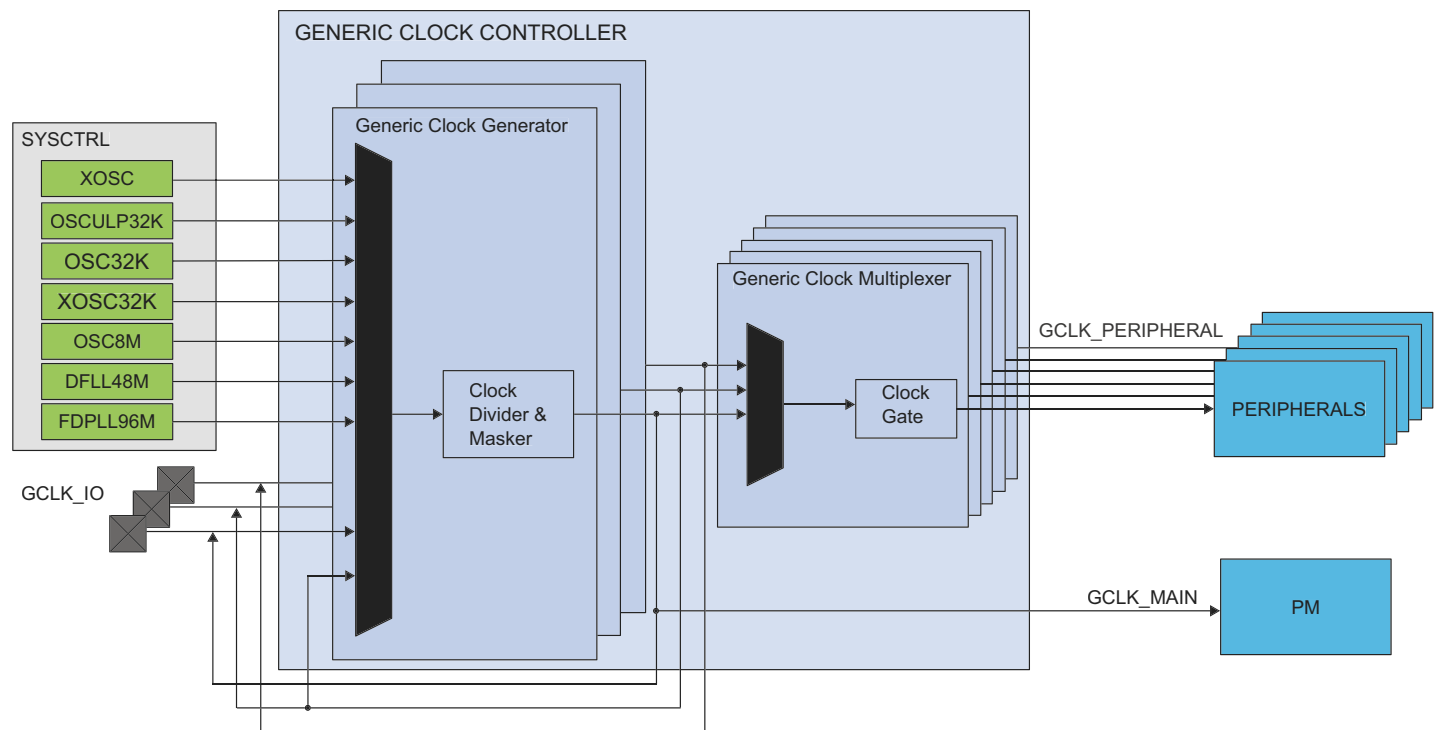 GENERIC CLOCK CONTROLLER
Generic Clock Generator
SYSCTRL
XOSC
OSCULP32K
OSC32K
XOSC32K
OSC8M
DFLL48M
FDPLL96M
GCLK_IO
Clock
Divider &
Masker
Generic Clock Multiplexer
Clock
Gate
GCLK_PERIPHERAL
PERIPHERALS
GCLK_MAIN
PM